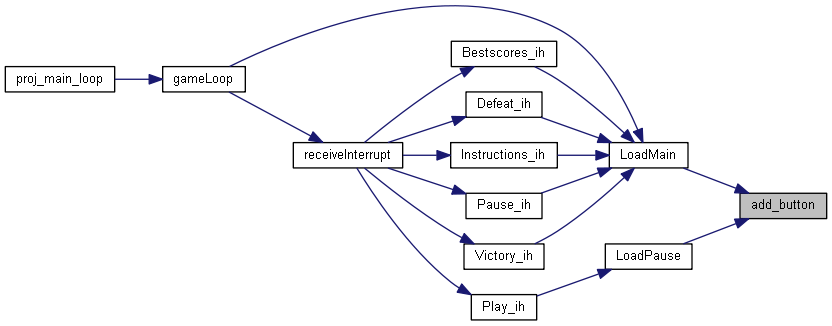 Bestscores_ih
proj_main_loop
gameLoop
Defeat_ih
receiveInterrupt
Instructions_ih
LoadMain
Pause_ih
add_button
Victory_ih
LoadPause
Play_ih